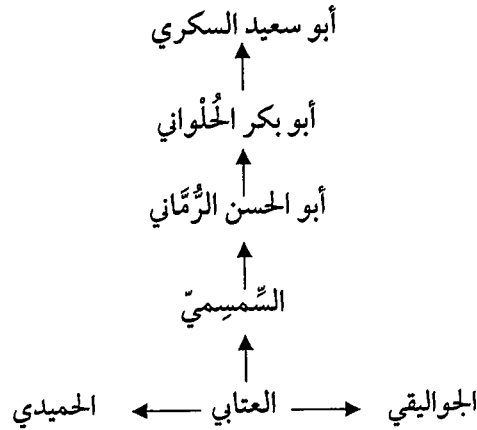 أبو سعيد السكري
أبو بكر الحُلْواني
أبو الحسن الرُّمَّاني
السِّمسِميّ
الجواليقي العتابي الحميدي